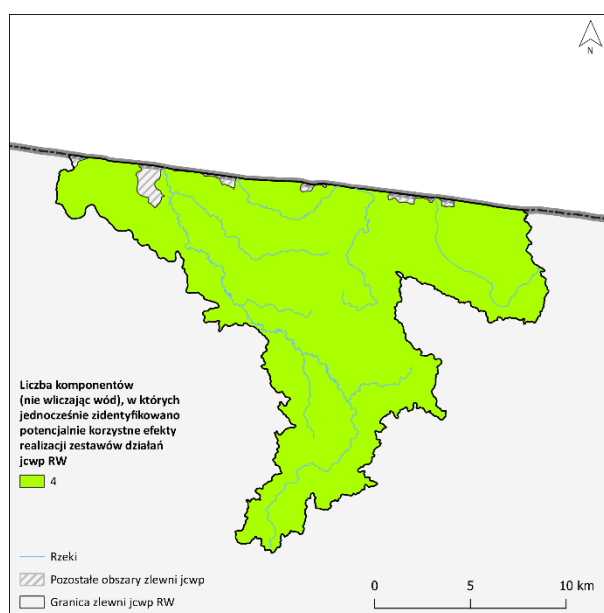 N
Liczba komponentów
(nie wliczając wód), w których
jednocześnie zidentyfikowano
potencjalnie korzystne efekty
realizacji zestawów działań
jcwp RW
4
Rzeki
Pozostałe obszary zlewni jcwp
Granica zlewni jcwp RW
0 5 10 km